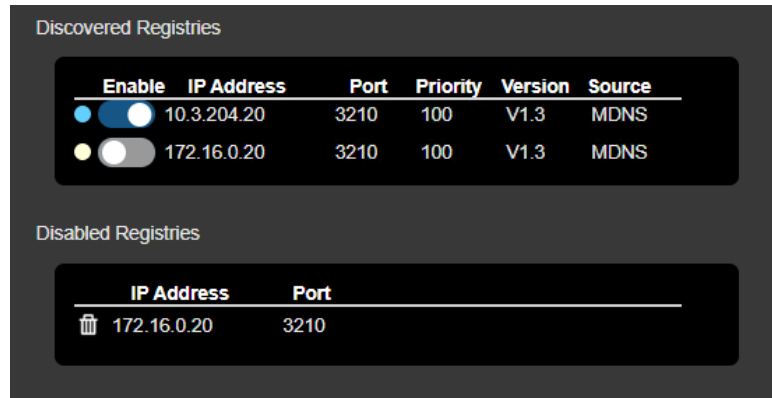 Discovered Registries
Enable IP Address Port Priority Version Source
10.3.204.20 3210 100 V1.3 MDNS
172.16.0.20 3210 100 V1.3 MDNS
Disabled Registries
IP Address Port
172.16.0.20 3210